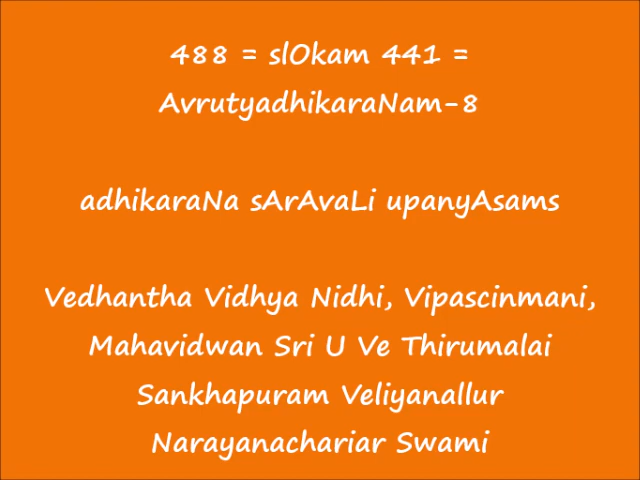 488 = slOkam 441 =
AvrutyadhikaraNam-8
adhikaraNa sArAvaLi upanyAsams
Vedhantha Vidhya Nidhi, Vipascinmani,
Mahavidwan Sri U Ve Thirumalai
Sankhapuram Veliyanallur
Narayanachariar Swami